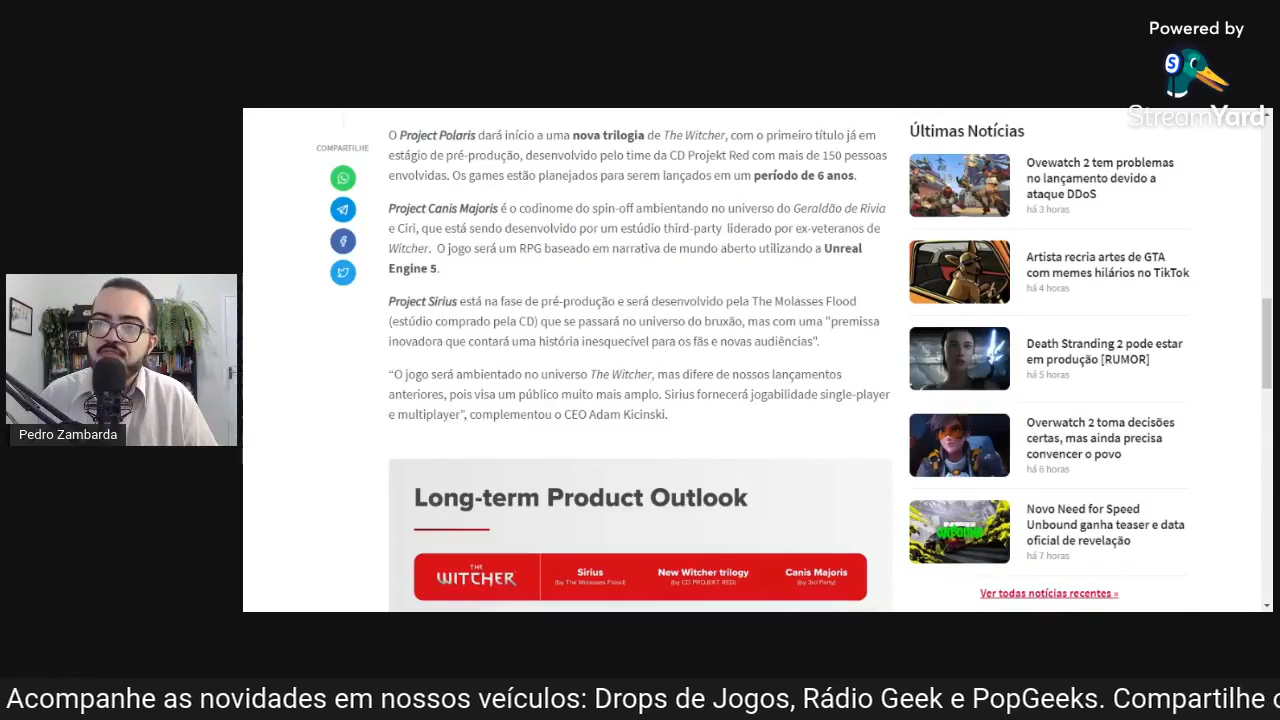 Powered by
S
StreamYard
COMPARTILHE
O Project Polaris dará início a uma nova trilogia de The Witcher, com o primeiro título já em
estágio de pré-produção, desenvolvido pelo time da CD Projekt Red com mais de 150 pessoas
envolvidas. Os games estão planejados para serem lançados em um período de 6 anos.
Project Canis Majoris é o codinome do spin-off ambientando no universo do Geraldão de Rivia
e Ciri, que está sendo desenvolvido por um estúdio third-party liderado por ex-veteranos de
Witcher. O jogo será um RPG baseado em narrativa de mundo aberto utilizando a Unreal
Engine 5.
Project Sirius está na fase de pré-produção e será desenvolvido pela The Molasses Flood
(estúdio comprado pela CD) que se passará no universo do bruxão, mas com uma "premissa
inovadora que contará uma história inesquecível para os fãs e novas audiências".
“O jogo será ambientado no universo The Witcher, mas difere de nossos lançamentos
anteriores, pois visa um público muito mais amplo. Sirius fornecerá jogabilidade single-player
e multiplayer”, complementou o CEO Adam Kicinski.
Long-term Product Outlook
THE
WITCHER
Sirius
(by The Molasses Flood)
New Witcher trilogy
(by CD PROJEKT RED)
Canis Majoris
(by 3rd Party)
Últimas Notícias
Ovewatch 2 tem problemas
no lançamento devido a
ataque DDoS
há 3 horas
Artista recria artes de GTA
com memes hilários no TikTok
há 4 horas
Death Stranding 2 pode estar
em produção [RUMOR]
há 5 horas
Overwatch 2 toma decisões
certas, mas ainda precisa
convencer o povo
há 6 horas
Novo Need for Speed
Unbound ganha teaser e data
oficial de revelação
há 7 horas
Ver todas notícias recentes »
Pedro Zambarda
Acompanhe as novidades em nossos veículos: Drops de Jogos, Rádio Geek e PopGeeks. Compartilhe